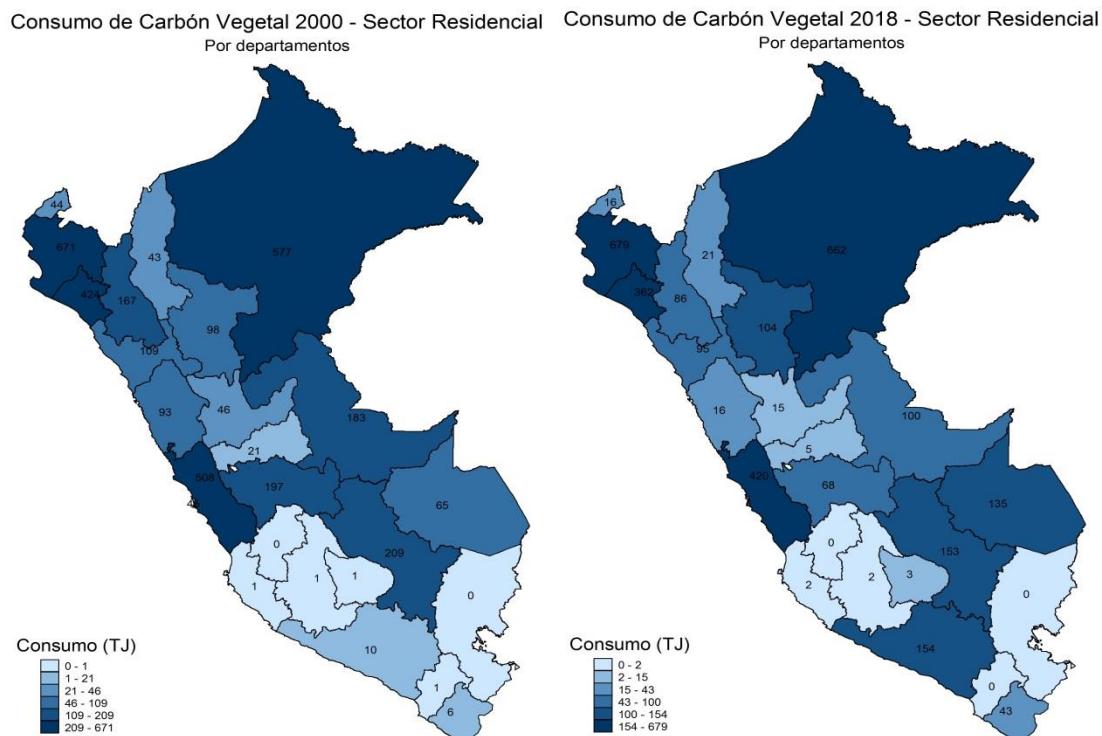 Consumo de Carbón Vegetal 2000 - Sector Residencial
Por departamentos
44
671
43
577
424
167
98
109
93
46
183
21
508
197
65
209
0
1
1
1
0
10
1
6
Consumo (TJ)
0 - 1
1 - 21
21 - 46
46 - 109
109 - 209
209 - 671
Consumo de Carbón Vegetal 2018 - Sector Residencial
Por departamentos
16
679
21
662
362
86
104
95
16
15
100
5
420
68
135
153
0
2
2
3
0
154
0
43
Consumo (TJ)
0 - 2
2 - 15
15 - 43
43 - 100
100 - 154
154 - 679